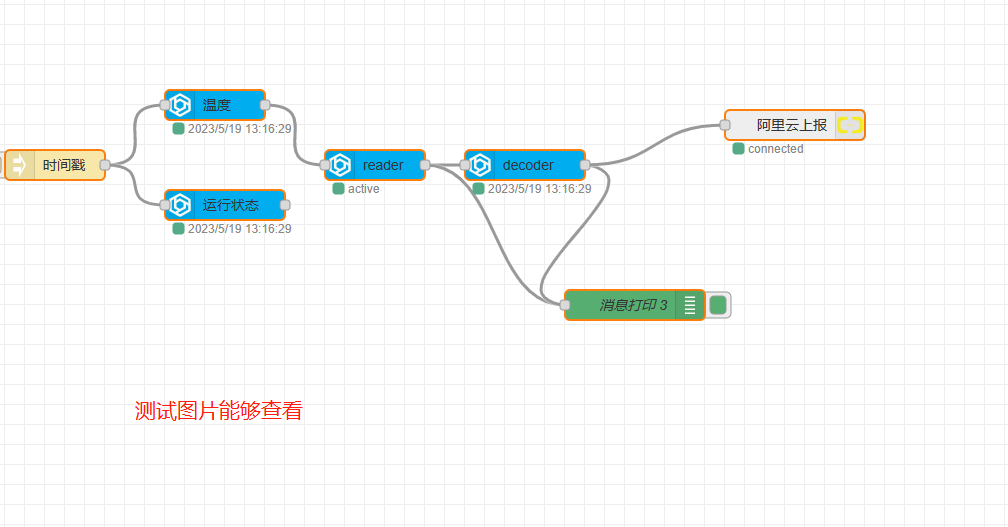 温度
2023/5/19 13:16:29
时间戳
运行状态
2023/5/19 13:16:29
reader
active
decoder
2023/5/19 13:16:29
阿里云上报
connected
消息打印 3
测试图片能够查看